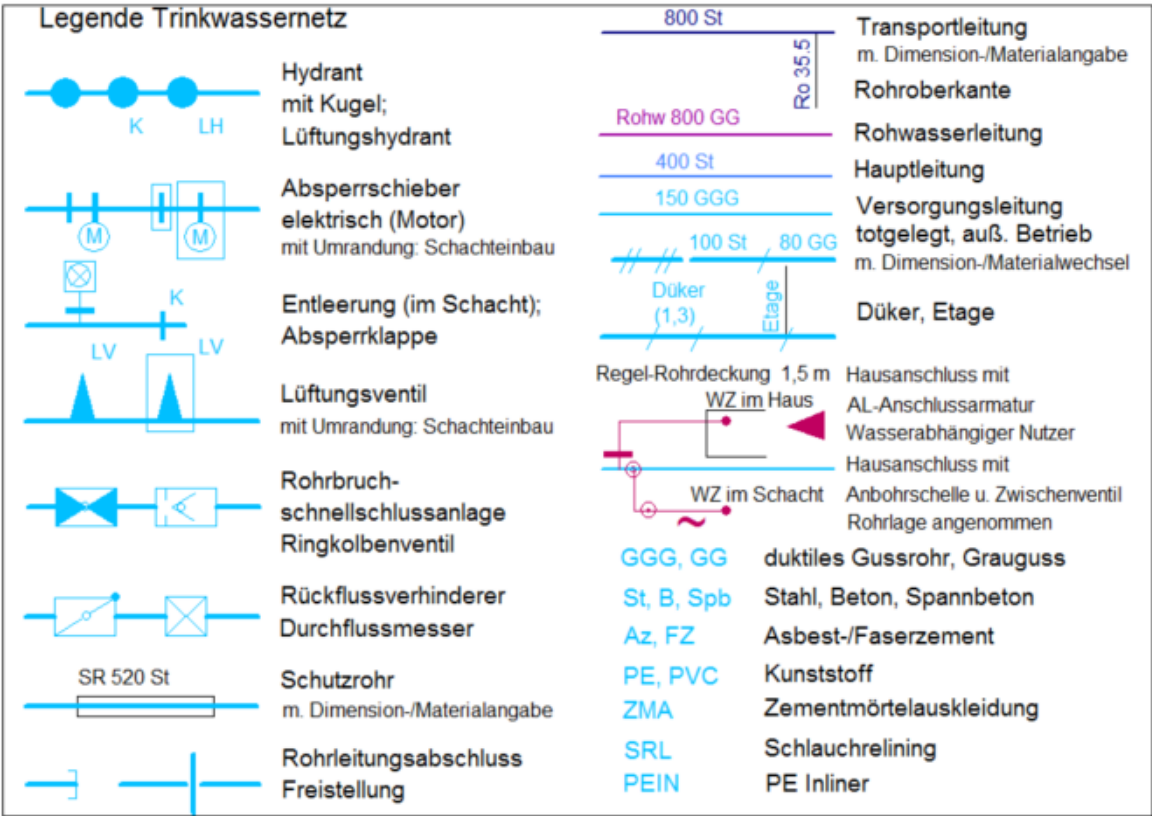 Legende Trinkwassernetz
Hydrant
mit Kugel;
Lüftungshydrant
K LH
Absperrschieber
elektrisch (Motor)
mit Umrandung: Schachteinbau
M M
Entleerung (im Schacht);
Absperrklappe
K
LV LV
Lüftungsventil
mit Umrandung: Schachteinbau
Rohrbruch-
schnellschlussanlage
Ringkolbenventil
Rückflussverhinderer
Durchflussmesser
SR 520 St
Schutzrohr
m. Dimension-/Materialangabe
Rohrleitungsabschluss
Freistellung
800 St
Transportleitung
m. Dimension-/Materialangabe
Ro 35.5
Rohroberkante
Rohw 800 GG
Rohwasserleitung
400 St
Hauptleitung
150 GGG
Versorgungsleitung
totgelegt, auß. Betrieb
100 St 80 GG
m. Dimension-/Materialwechsel
Düker
(1,3)
Etage
Düker, Etage
Regel-Rohrdeckung 1,5 m
Hausanschluss mit
WZ im Haus
AL-Anschlussarmatur
Wasserabhängiger Nutzer
Hausanschluss mit
WZ im Schacht
Anbohrschelle u. Zwischenventil
Rohrlage angenommen
GGG, GG duktiles Gussrohr, Grauguss
St, B, Spb Stahl, Beton, Spannbeton
Az, FZ Asbest-/Faserzement
PE, PVC Kunststoff
ZMA Zementmörtelauskleidung
SRL Schlauchrelining
PEIN PE Inliner